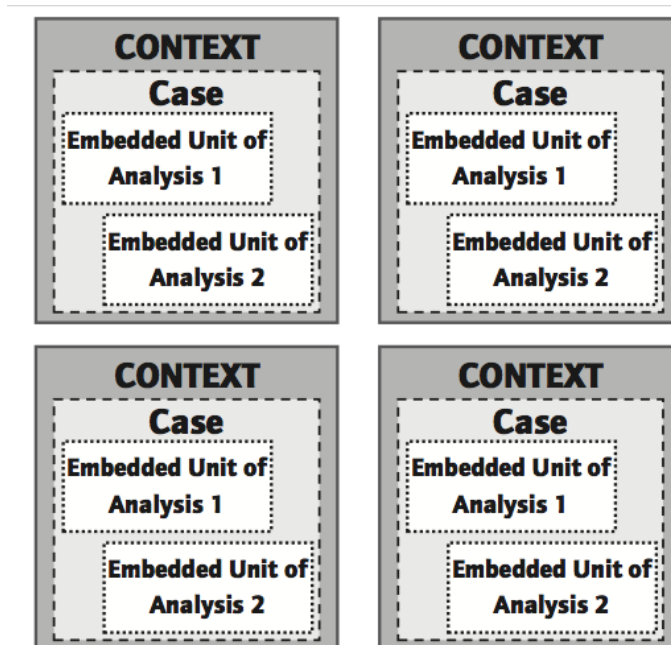 CONTEXT
Case
Embedded Unit of
Analysis 1
Embedded Unit of
Analysis 2
CONTEXT
Case
Embedded Unit of
Analysis 1
Embedded Unit of
Analysis 2
CONTEXT
Case
Embedded Unit of
Analysis 1
Embedded Unit of
Analysis 2
CONTEXT
Case
Embedded Unit of
Analysis 1
Embedded Unit of
Analysis 2